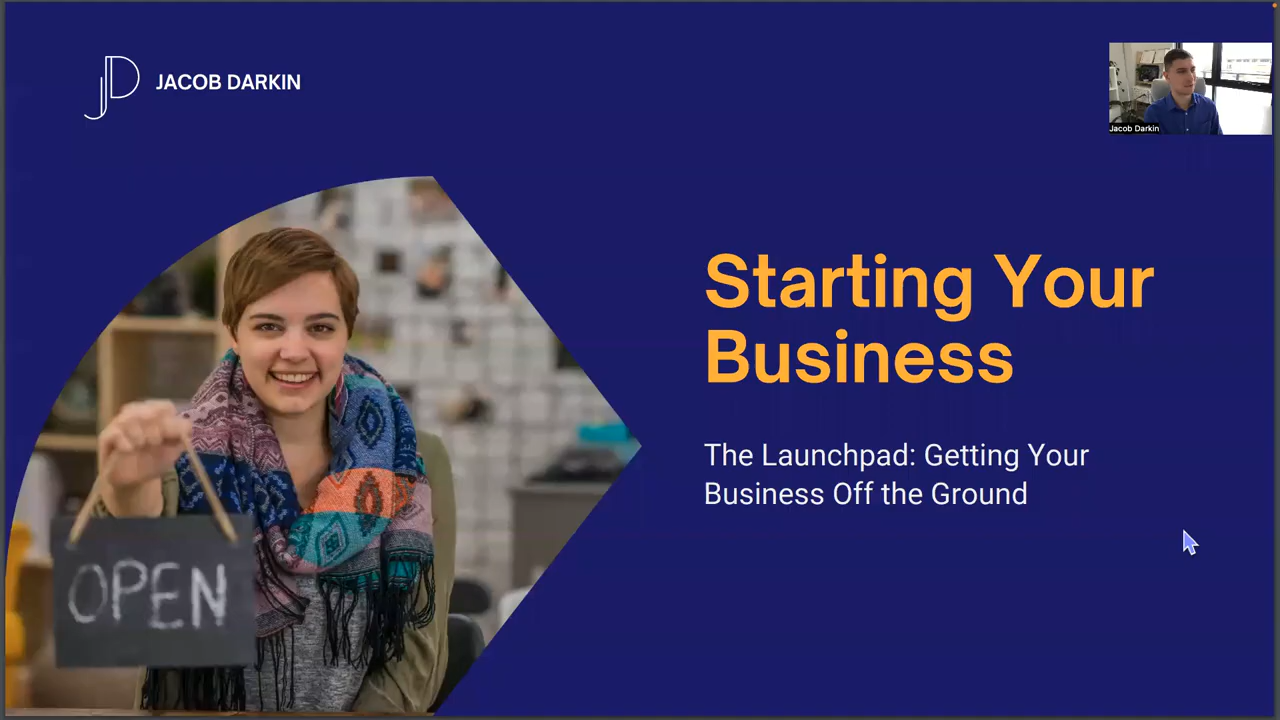 JACOB DARKIN
Jacob Darkin
Starting Your
Business
The Launchpad: Getting Your
Business Off the Ground
OPEN